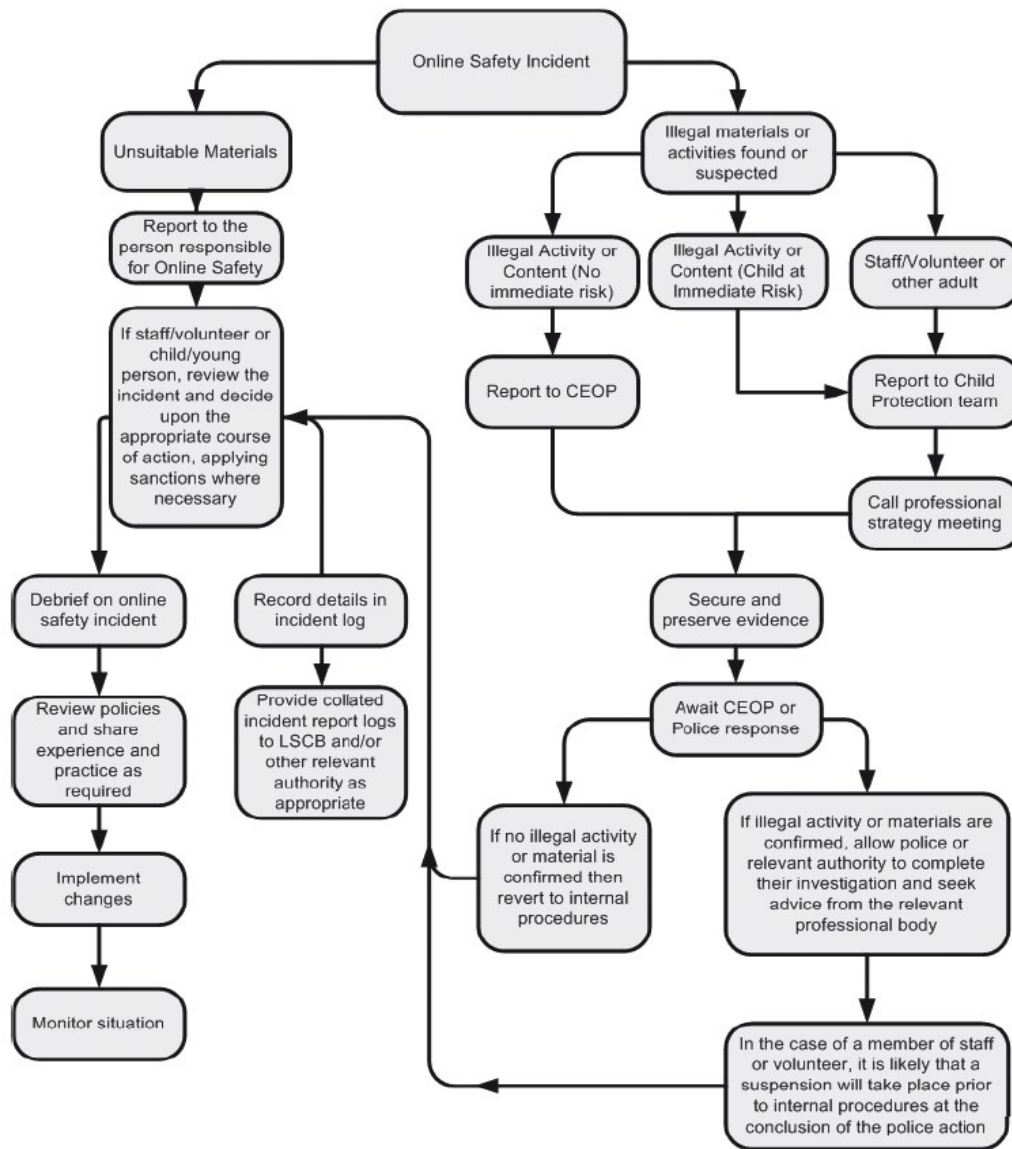 Online Safety Incident
Unsuitable Materials
Report to the
person responsible
for Online Safety
If staff/volunteer or
child/young
person, review the
incident and decide
upon the
appropriate course
of action, applying
sanctions where
necessary
Debrief on online
safety incident
Review policies
and share
experience and
practice as
required
Implement
changes
Monitor situation
Record details in
incident log
Provide collated
incident report logs
to LSCB and/or
other relevant
authority as
appropriate
Illegal materials or
activities found or
suspected
Illegal Activity or
Content (No
immediate risk)
Illegal Activity or
Content (Child at
Immediate Risk)
Staff/Volunteer or
other adult
Report to CEOP
Report to Child
Protection team
Call professional
strategy meeting
Secure and
preserve evidence
Await CEOP or
Police response
If no illegal activity
or material is
confirmed then
revert to internal
procedures
If illegal activity or materials are
confirmed, allow police or
relevant authority to complete
their investigation and seek
advice from the relevant
professional body
In the case of a member of staff
or volunteer, it is likely that a
suspension will take place prior
to internal procedures at the
conclusion of the police action